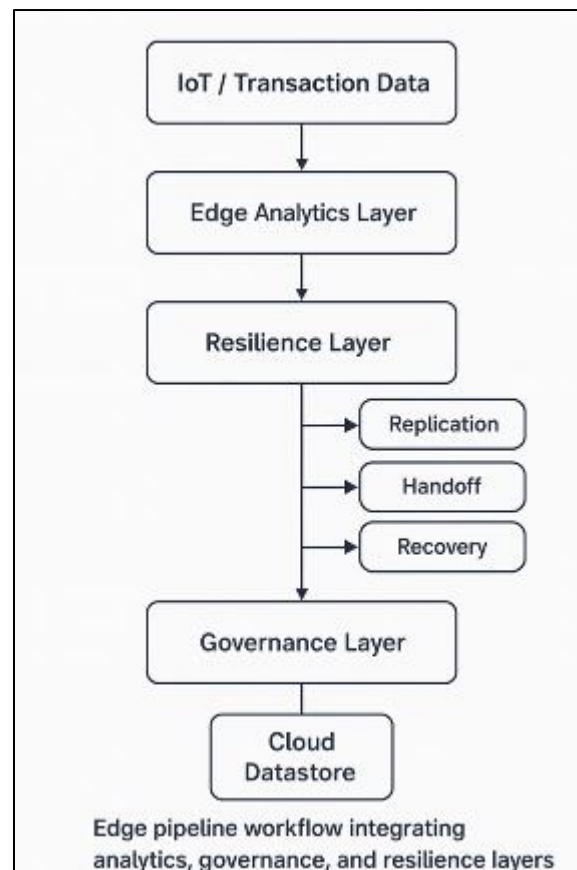 IoT / Transaction Data
Edge Analytics Layer
Resilience Layer
Replication
Handoff
Recovery
Governance Layer
Cloud
Datastore
Edge pipeline workflow integrating
analytics, governance, and resilience layers